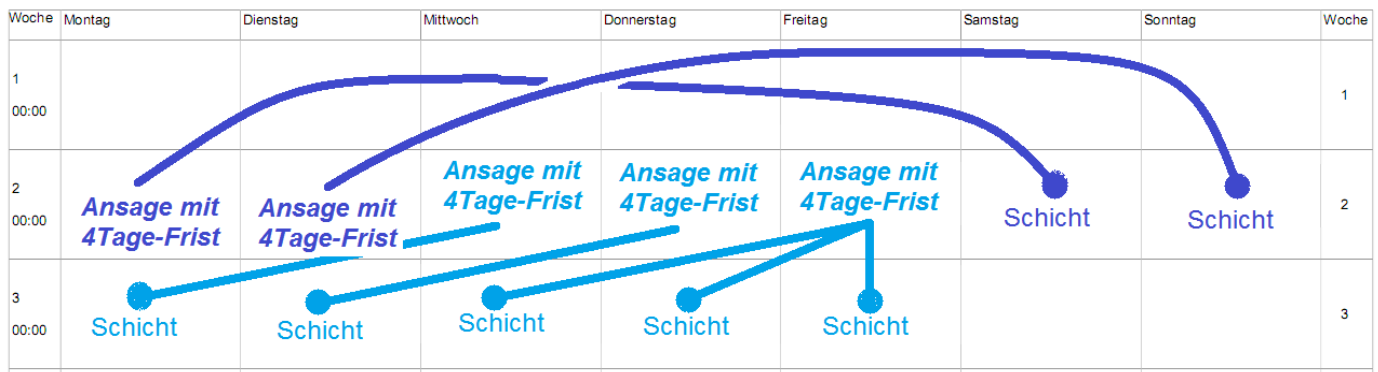 Woche Montag Dienstag Mittwoch Donnerstag Freitag Samstag Sonntag Woche
1
00:00
1
Ansage mit
4Tage-Frist
Ansage mit
4Tage-Frist
Ansage mit
4Tage-Frist
Ansage mit
4Tage-Frist
Ansage mit
4Tage-Frist
2
00:00
Schicht
Schicht
2
3
00:00
Schicht
Schicht
Schicht
Schicht
Schicht
3